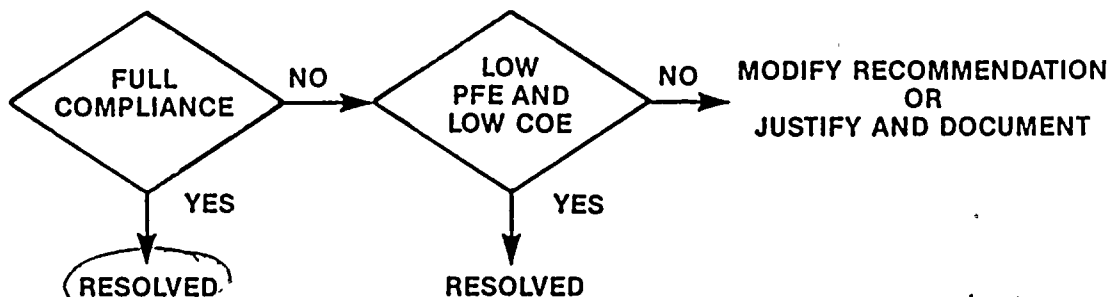 FULL
COMPLIANCE
NO
LOW
PFE AND
LOW COE
NO
MODIFY RECOMMENDATION
OR
JUSTIFY AND DOCUMENT
YES
YES
RESOLVED
RESOLVED